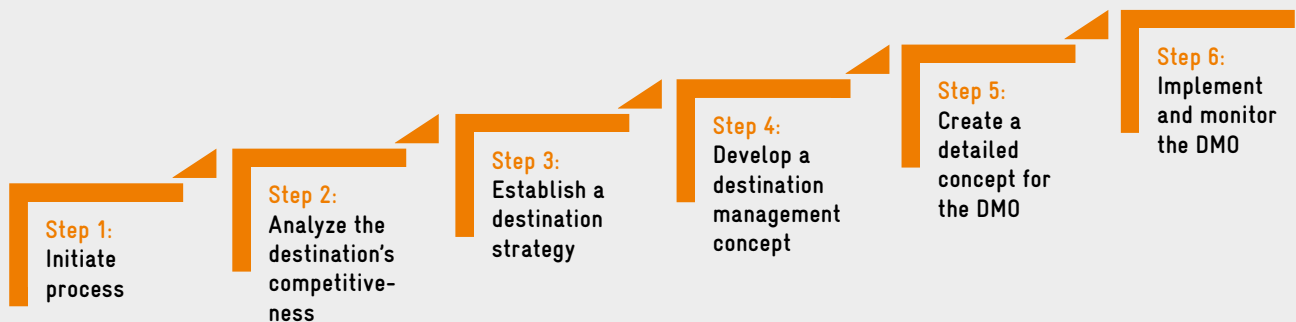 Step 1:
Initiate
process
Step 2:
Analyze the
destination's
competitive-
ness
Step 3:
Establish a
destination
strategy
Step 4:
Develop a
destination
management
concept
Step 5:
Create a
detailed
concept for
the DMO
Step 6:
Implement
and monitor
the DMO